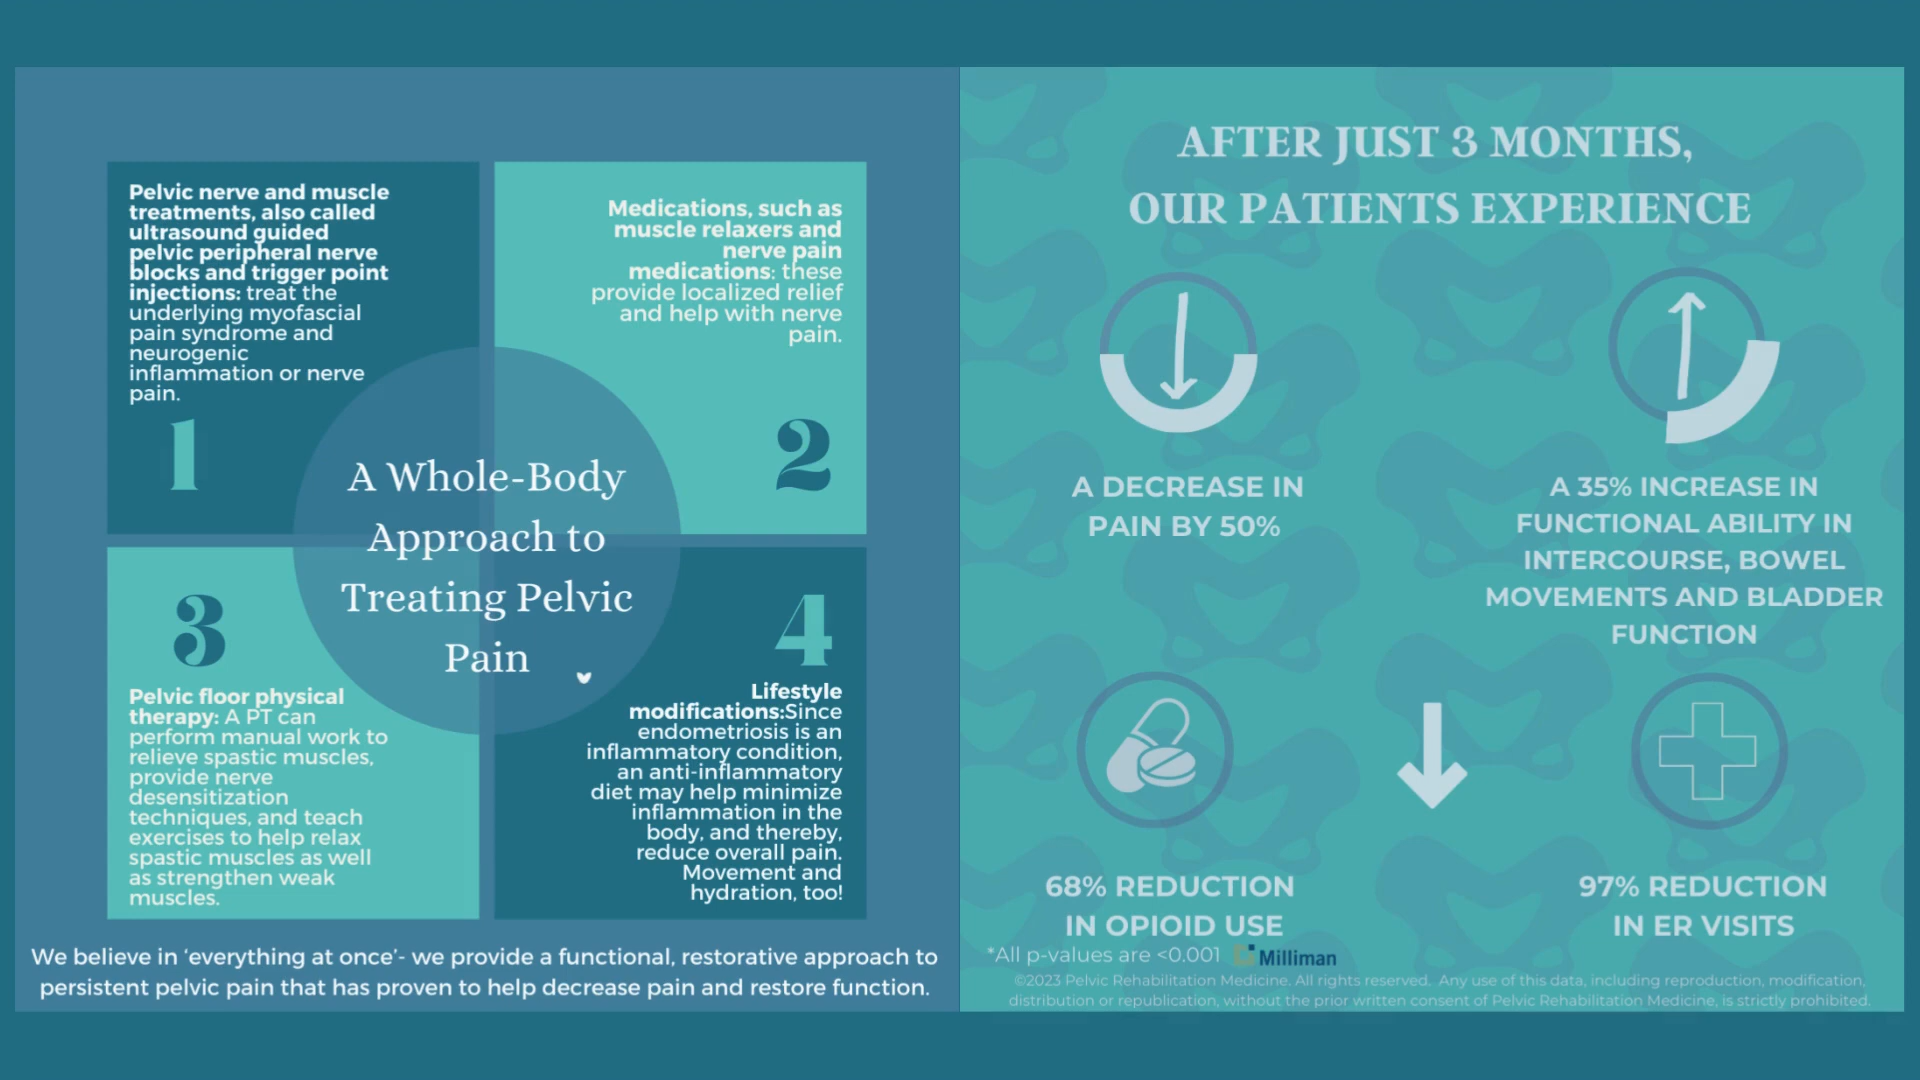 Pelvic nerve and muscle
treatments, also called
ultrasound guided
pelvic peripheral nerve
blocks and trigger point
injections: treat the
underlying myofascial
pain syndrome and
neurogenic
inflammation or nerve
pain.
1
Medications, such as
muscle relaxers and
nerve pain
medications: these
provide localized relief
and help with nerve
pain.
2
A Whole-Body
Approach to
Treating Pelvic
Pain
3
Pelvic floor physical
therapy: A PT can
perform manual work to
relieve spastic muscles,
provide nerve
desensitization
techniques, and teach
exercises to help relax
spastic muscles as well
as strengthen weak
muscles.
4
Lifestyle
modifications:Since
endometriosis is an
inflammatory condition,
an anti-inflammatory
diet may help minimize
inflammation in the
body, and thereby,
reduce overall pain.
Movement and
hydration, too!
We believe in ‘everything at once’- we provide a functional, restorative approach to
persistent pelvic pain that has proven to help decrease pain and restore function.
AFTER JUST 3 MONTHS,
OUR PATIENTS EXPERIENCE
A DECREASE IN
PAIN BY 50%
A 35% INCREASE IN
FUNCTIONAL ABILITY IN
INTERCOURSE, BOWEL
MOVEMENTS AND BLADDER
FUNCTION
68% REDUCTION
IN OPIOID USE
97% REDUCTION
IN ER VISITS
*All p-values are <0.001
Milliman
©2023 Pelvic Rehabilitation Medicine. All rights reserved. Any use of this data, including reproduction, modification,
distribution or republication, without the prior written consent of Pelvic Rehabilitation Medicine, is strictly prohibited.